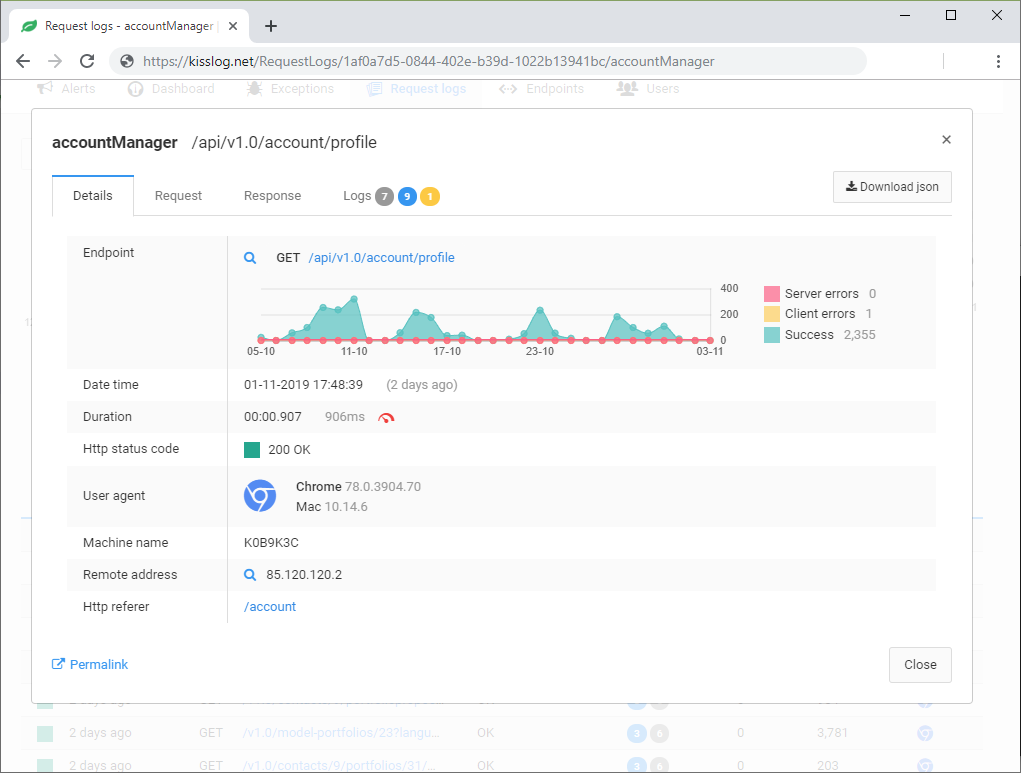 Request logs - accountManager
https://kisslog.net/RequestLogs/1af0a7d5-0844-402e-b39d-1022b13941bc/accountManager
Alerts Dashboard Exceptions Request logs Endpoints Users
accountManager /api/v1.0/account/profile
Details Request Response Logs 7 9 1 Download json
Endpoint GET /api/v1.0/account/profile
400
200
0
05-10 11-10 17-10 23-10 03-11
Server errors 0
Client errors 1
Success 2,355
Date time 01-11-2019 17:48:39 (2 days ago)
Duration 00:00.907 906ms
Http status code 200 OK
User agent Chrome 78.0.3904.70
Mac 10.14.6
Machine name K0B9K3C
Remote address 85.120.120.2
Http referer /account
Permalink Close
2 days ago GET /v1.0/model-portfolios/23?langu... OK 3 6 0 3,781
2 days ago GET /v1.0/contacts/9/portfolios/31/... OK 3 6 0 203